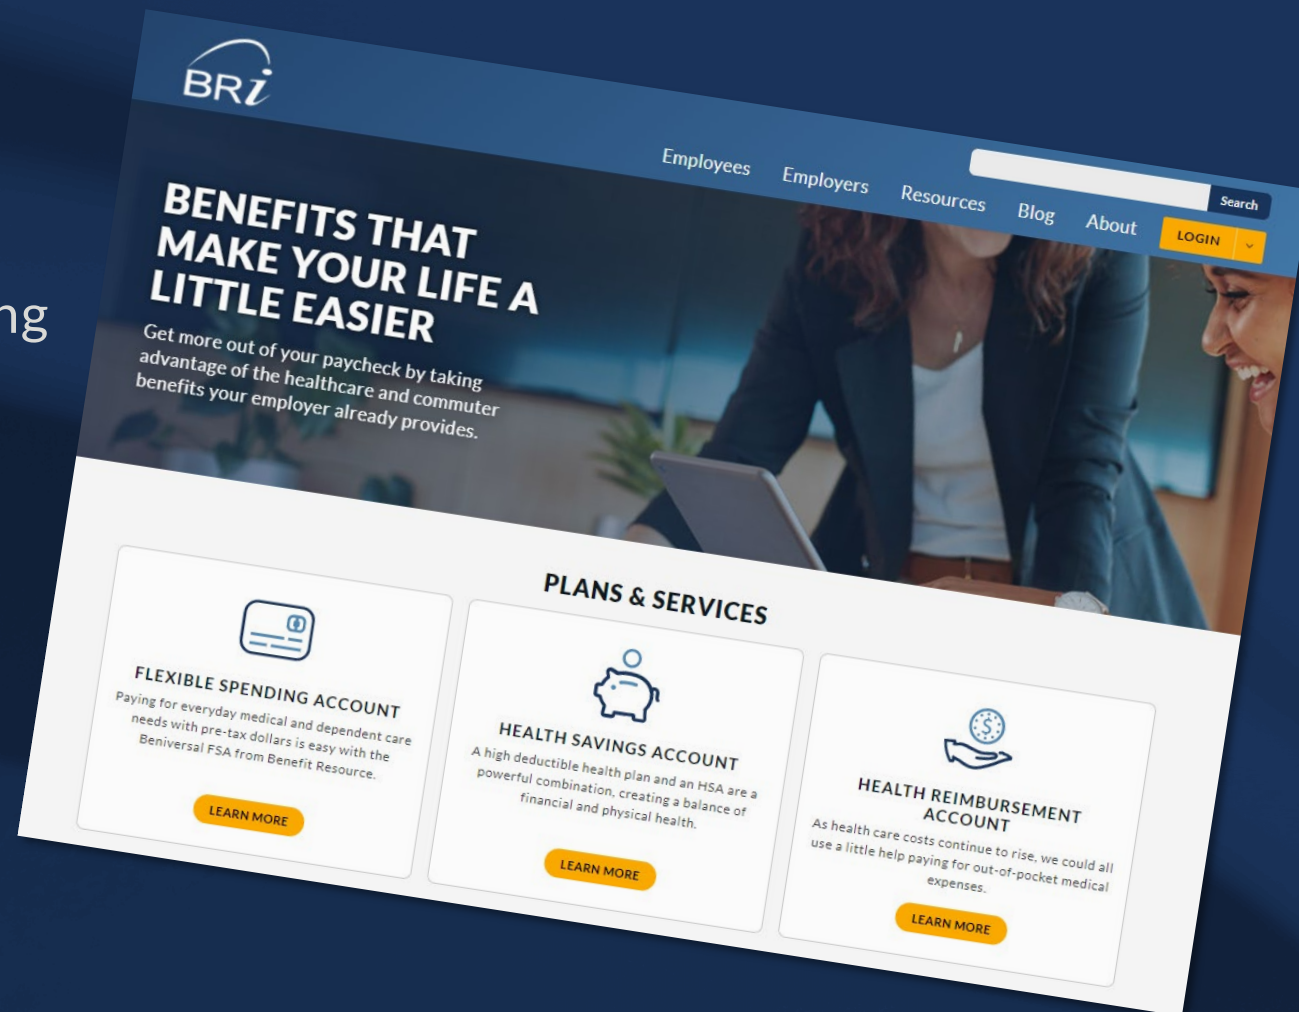 ng
BRi
Search
Employees Employers Resources Blog About LOGIN
BENEFITS THAT
MAKE YOUR LIFE A
LITTLE EASIER
Get more out of your paycheck by taking
advantage of the healthcare and commuter
benefits your employer already provides.
PLANS & SERVICES
FLEXIBLE SPENDING ACCOUNT
Paying for everyday medical and dependent care
needs with pre-tax dollars is easy with the
Beniversal FSA from Benefit Resource.
LEARN MORE
HEALTH SAVINGS ACCOUNT
A high deductible health plan and an HSA are a
powerful combination, creating a balance of
financial and physical health.
LEARN MORE
HEALTH REIMBURSEMENT
ACCOUNT
As health care costs continue to rise, we could all
use a little help paying for out-of-pocket medical
expenses.
LEARN MORE